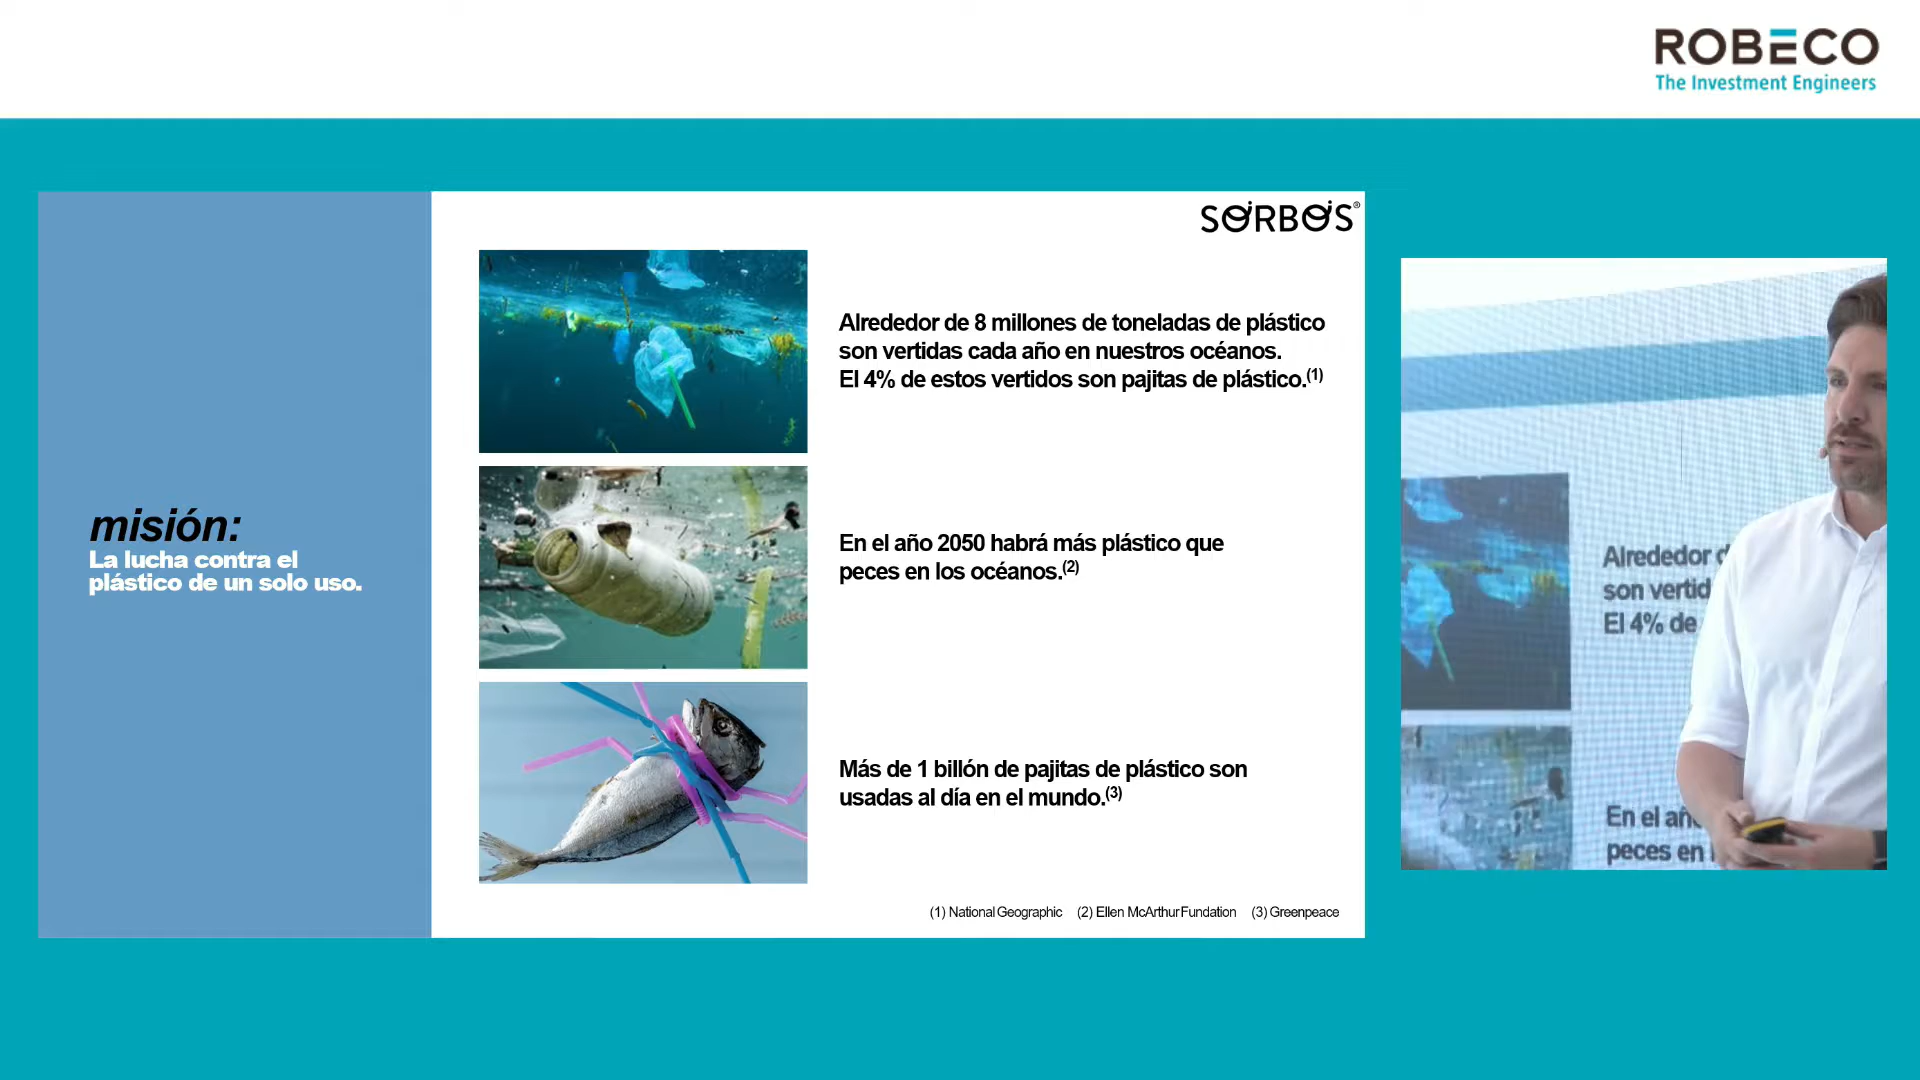 ROBECO
The Investment Engineers
SORBOS®
misión:
La lucha contra el
plástico de un solo uso.
Alrededor de 8 millones de toneladas de plástico
son vertidas cada año en nuestros océanos.
El 4% de estos vertidos son pajitas de plástico.(1)
En el año 2050 habrá más plástico que
peces en los océanos.(2)
Más de 1 billón de pajitas de plástico son
usadas al día en el mundo.(3)
(1) National Geographic (2) Ellen McArthur Fundation (3) Greenpeace
Alrededor
son vertid
El 4% de
En el añ
peces en